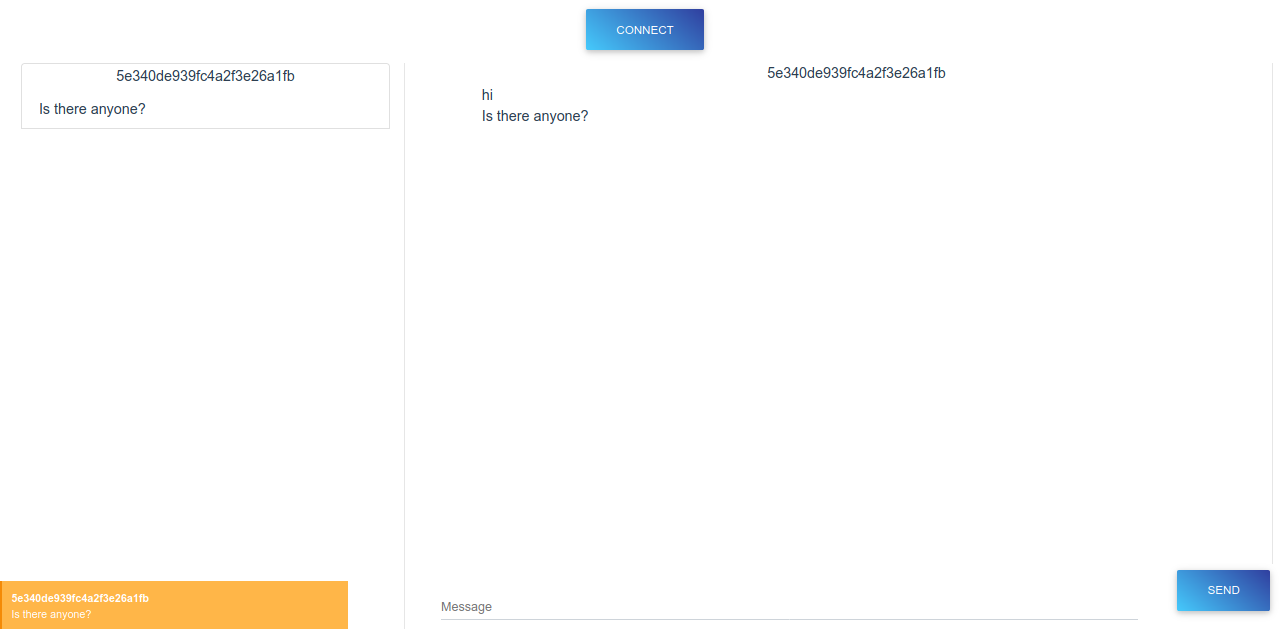 CONNECT
5e340de939fc4a2f3e26a1fb
Is there anyone?
5e340de939fc4a2f3e26a1fb
hi
Is there anyone?
5e340de939fc4a2f3e26a1fb
Is there anyone?
Message
SEND